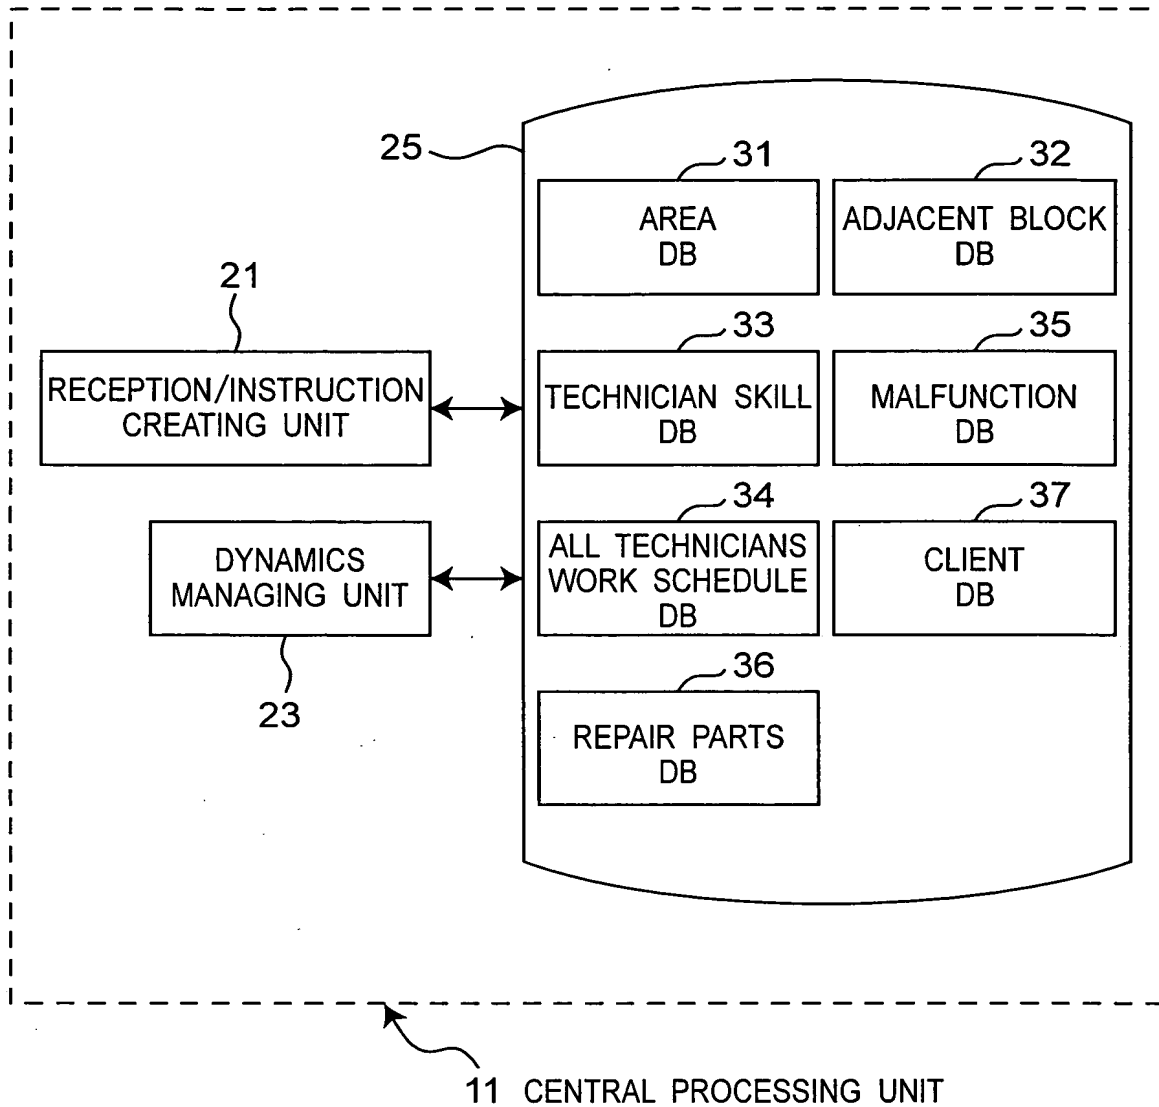 25
31
32
AREA
DB
ADJACENT BLOCK
DB
21
33
35
RECEPTION/INSTRUCTION
CREATING UNIT
TECHNICIAN SKILL
DB
MALFUNCTION
DB
34
37
DYNAMICS
MANAGING UNIT
ALL TECHNICIANS
WORK SCHEDULE
DB
CLIENT
DB
23
36
REPAIR PARTS
DB
11 CENTRAL PROCESSING UNIT